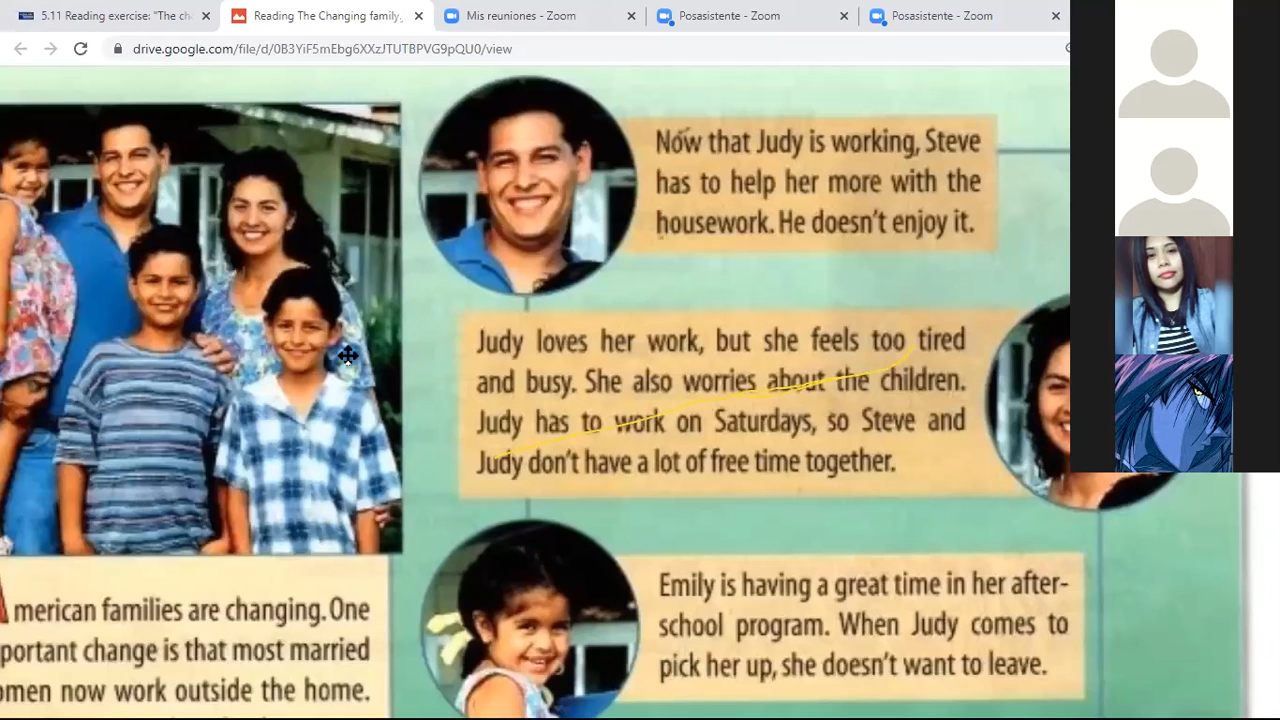 5.11 Reading exercise "The ch
Reading The Changing family,
Mis reuniones - Zoom
Posasistente - Zoom
Posasistente - Zoom
drive.google.com/file/d/0B3YiF5mEbg6XXzJTUTBPVG9pQU0/view
Now that Judy is working, Steve
has to help her more with the
housework. He doesn't enjoy it.
Judy loves her work, but she feels too tired
and busy. She also worries about the children.
Judy has to work on Saturdays, so Steve and
Judy don't have a lot of free time together.
Emily is having a great time in her after-
school program. When Judy comes to
pick her up, she doesn't want to leave.
merican families are changing. One
portant change is that most married
omen now work outside the home.